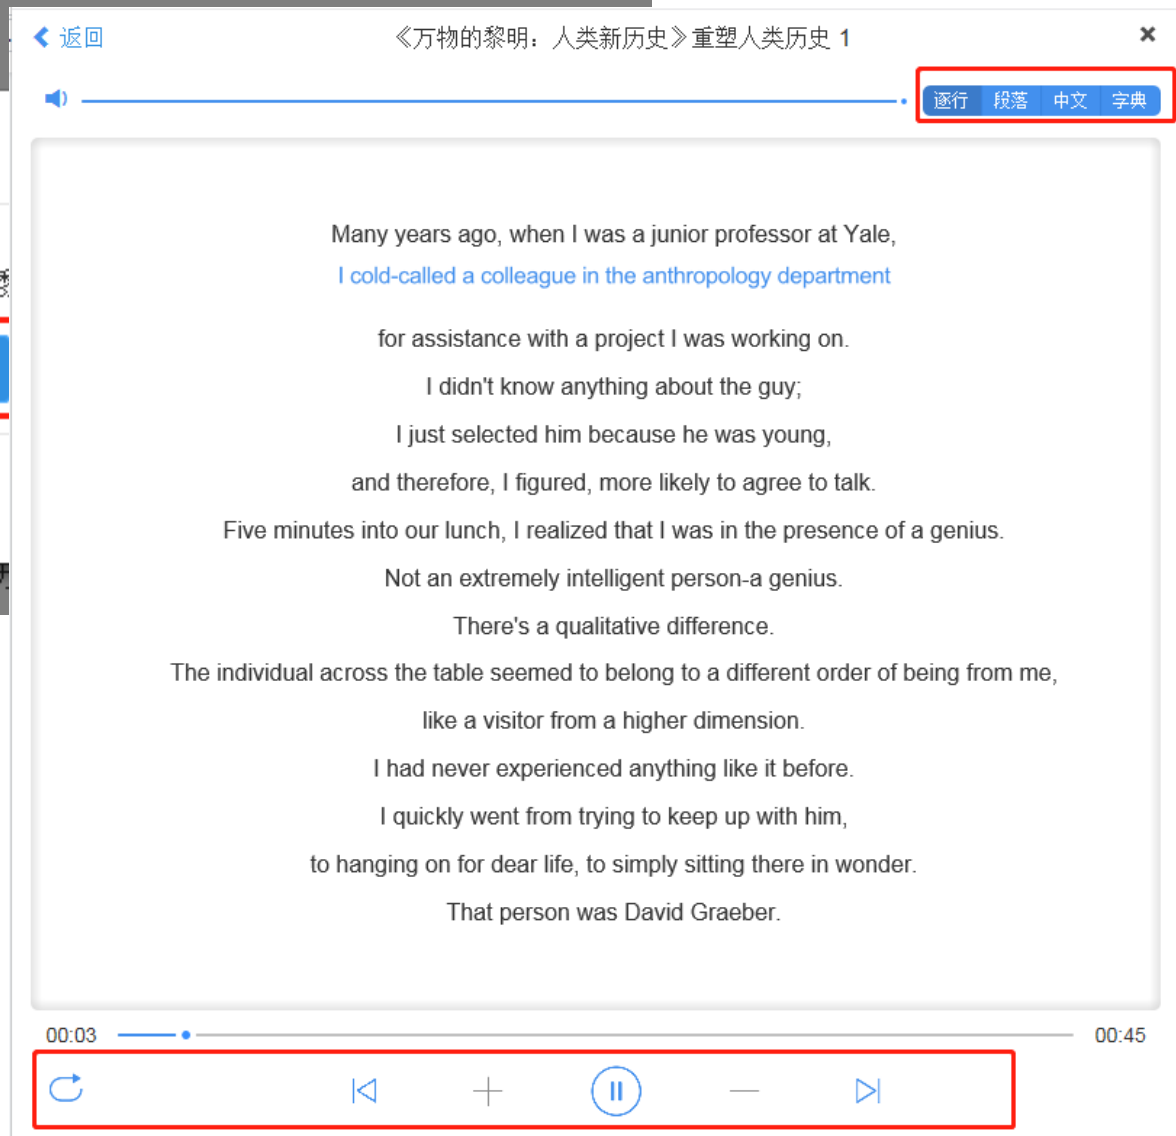 返回
《万物的黎明：人类新历史》重塑人类历史 1
逐行 段落 中文 字典
Many years ago, when I was a junior professor at Yale,
I cold-called a colleague in the anthropology department
for assistance with a project I was working on.
I didn't know anything about the guy;
I just selected him because he was young,
and therefore, I figured, more likely to agree to talk.
Five minutes into our lunch, I realized that I was in the presence of a genius.
Not an extremely intelligent person-a genius.
There's a qualitative difference.
The individual across the table seemed to belong to a different order of being from me,
like a visitor from a higher dimension.
I had never experienced anything like it before.
I quickly went from trying to keep up with him,
to hanging on for dear life, to simply sitting there in wonder.
That person was David Graeber.
00:03 00:45